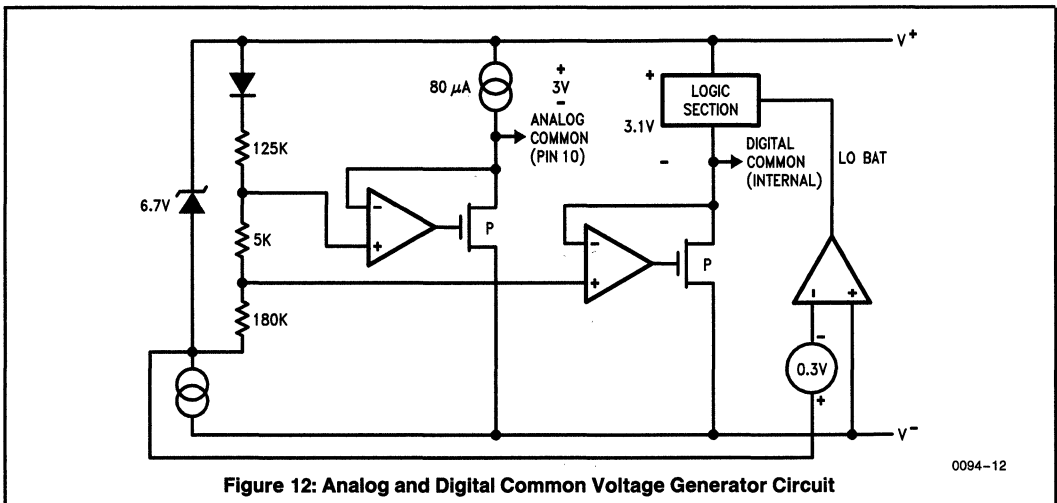 V+
80 μA
+
3V
−
ANALOG
COMMON
(PIN 10)
+
LOGIC
SECTION
3.1V
−
DIGITAL
COMMON
(INTERNAL)
LO BAT
125K
6.7V
5K
180K
−
+
P
−
+
P
−
+
−
0.3V
+
V−
0094–12
Figure 12: Analog and Digital Common Voltage Generator Circuit